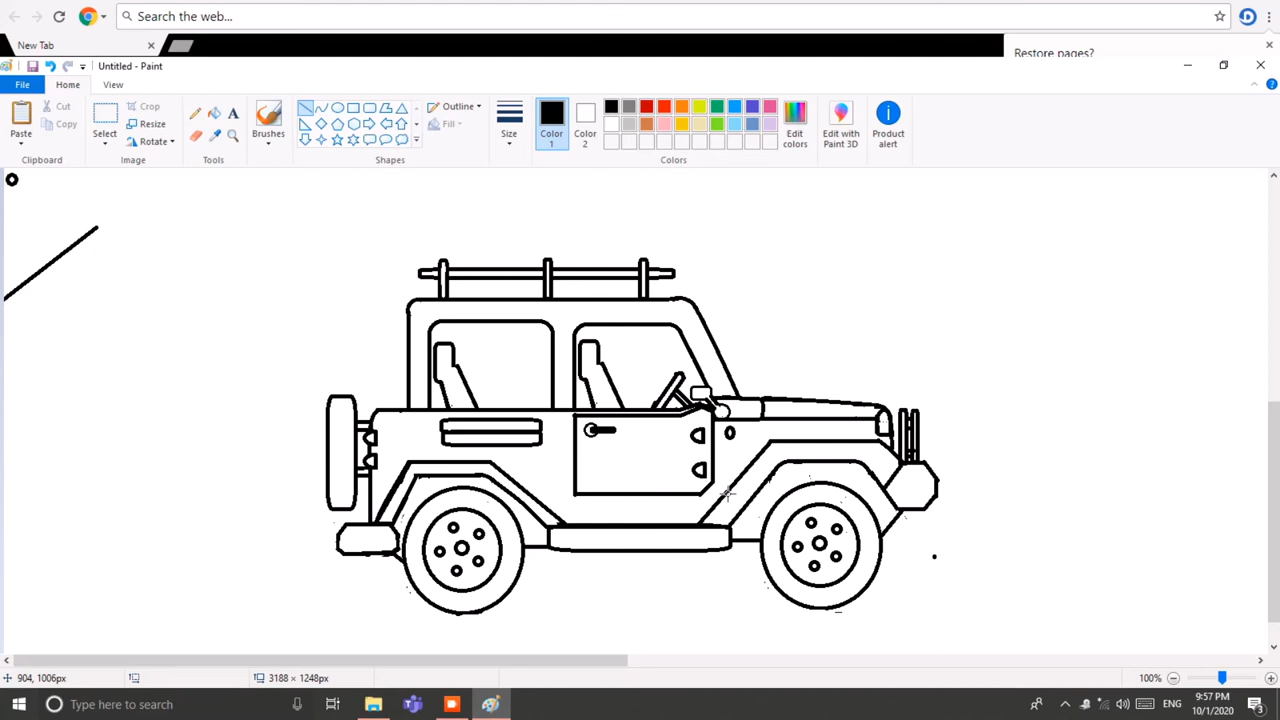 Search the web...
New Tab
Restore pages?
Untitled - Paint
File
Home
View
Paste
Cut
Copy
Clipboard
Select
Crop
Resize
Rotate
Image
Tools
Brushes
Shapes
Outline
Fill
Size
Color 1
Color 2
Edit colors
Colors
Edit with Paint 3D
Product alert
904, 1006px
3188 × 1248px
100%
Type here to search
ENG
9:57 PM
10/1/2020
3